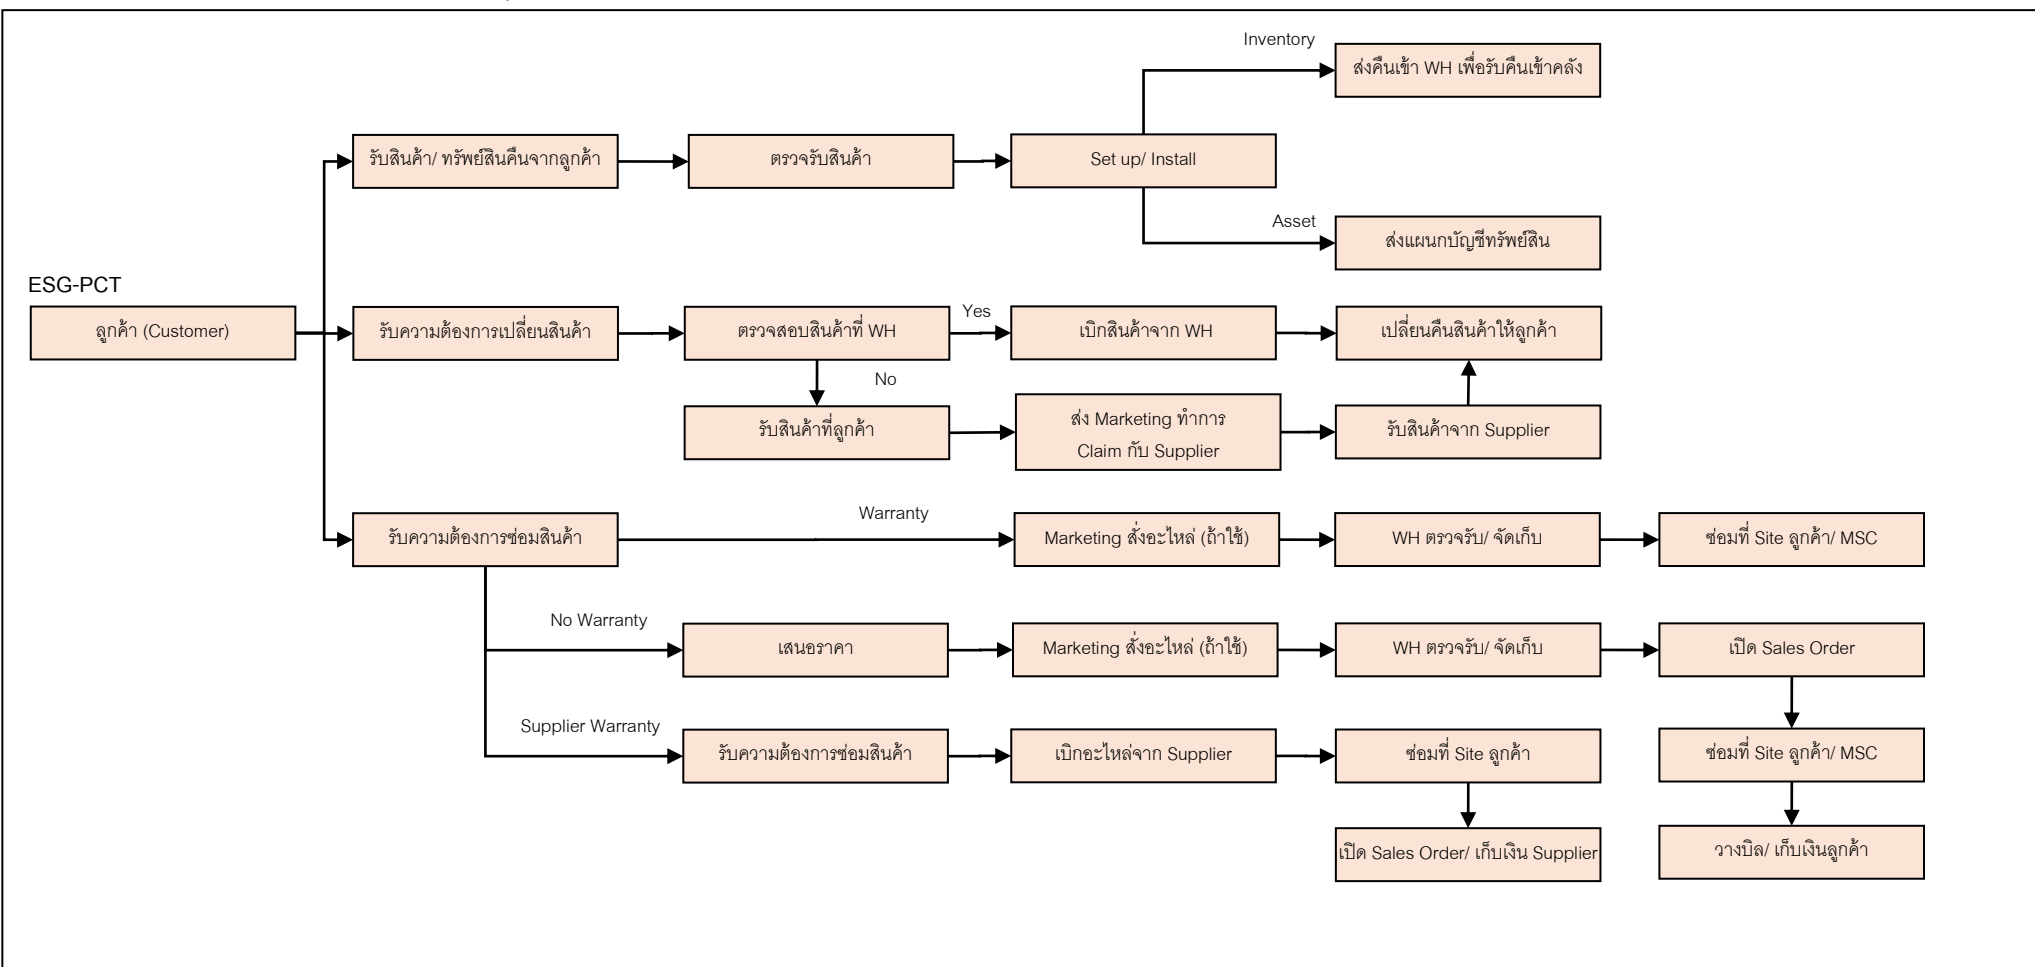 Inventory
ส่งคืนเข้า WH เพื่อรับคืนเข้าคลัง
รับสินค้า/ ทรัพย์สินคืนจากลูกค้า
ตรวจรับสินค้า
Set up/ Install
Asset
ส่งแผนกบัญชีทรัพย์สิน
ESG-PCT
ลูกค้า (Customer)
รับความต้องการเปลี่ยนสินค้า
ตรวจสอบสินค้าที่ WH
Yes
เบิกสินค้าจาก WH
เปลี่ยนคืนสินค้าให้ลูกค้า
No
รับสินค้าที่ลูกค้า
ส่ง Marketing ทำการ
Claim กับ Supplier
รับสินค้าจาก Supplier
รับความต้องการซ่อมสินค้า
Warranty
Marketing สั่งอะไหล่ (ถ้าใช้)
WH ตรวจรับ/ จัดเก็บ
ซ่อมที่ Site ลูกค้า/ MSC
No Warranty
เสนอราคา
Marketing สั่งอะไหล่ (ถ้าใช้)
WH ตรวจรับ/ จัดเก็บ
เปิด Sales Order
Supplier Warranty
รับความต้องการซ่อมสินค้า
เบิกอะไหล่จาก Supplier
ซ่อมที่ Site ลูกค้า
ซ่อมที่ Site ลูกค้า/ MSC
เปิด Sales Order/ เก็บเงิน Supplier
วางบิล/ เก็บเงินลูกค้า